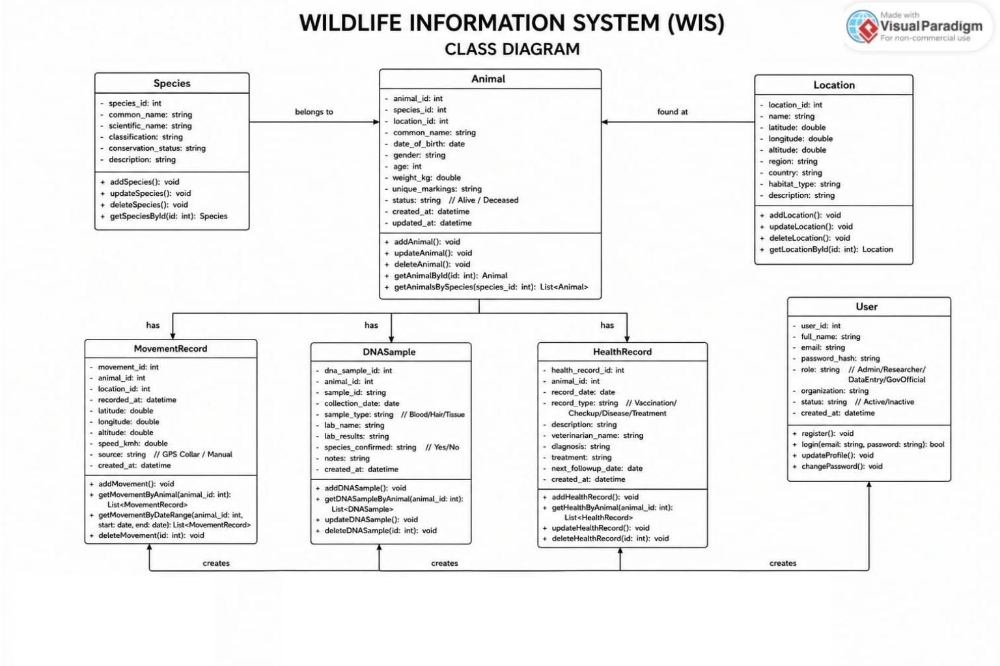 WILDLIFE INFORMATION SYSTEM (WIS)
CLASS DIAGRAM
Made with
VisualParadigm
For non-commercial use
Species
- species_id: int
- common_name: string
- scientific_name: string
- classification: string
- conservation_status: string
- description: string
+ addSpecies(): void
+ updateSpecies(): void
+ deleteSpecies(): void
+ getSpeciesById(id: int): Species
belongs to
Animal
- animal_id: int
- species_id: int
- location_id: int
- common_name: string
- date_of_birth: date
- gender: string
- age: int
- weight_kg: double
- unique_markings: string
- status: string // Alive / Deceased
- created_at: datetime
- updated_at: datetime
+ addAnimal(): void
+ updateAnimal(): void
+ deleteAnimal(): void
+ getAnimalById(id: int): Animal
+ getAnimalsBySpecies(species_id: int): List<Animal>
found at
Location
- location_id: int
- name: string
- latitude: double
- longitude: double
- altitude: double
- region: string
- country: string
- habitat_type: string
- description: string
+ addLocation(): void
+ updateLocation(): void
+ deleteLocation(): void
+ getLocationById(id: int): Location
has
has
has
MovementRecord
- movement_id: int
- animal_id: int
- location_id: int
- recorded_at: datetime
- latitude: double
- longitude: double
- altitude: double
- speed_kmh: double
- source: string // GPS Collar / Manual
- created_at: datetime
+ addMovement(): void
+ getMovementByAnimal(animal_id: int):
List<MovementRecord>
+ getMovementByDateRange(animal_id: int,
start: date, end: date): List<MovementRecord>
+ deleteMovement(id: int): void
DNASample
- dna_sample_id: int
- animal_id: int
- sample_id: string
- collection_date: date
- sample_type: string // Blood/Hair/Tissue
- lab_name: string
- lab_results: string
- species_confirmed: string // Yes/No
- notes: string
- created_at: datetime
+ addDNASample(): void
+ getDNASampleByAnimal(animal_id: int):
List<DNASample>
+ updateDNASample(): void
+ deleteDNASample(id: int): void
HealthRecord
- health_record_id: int
- animal_id: int
- record_date: date
- record_type: string // Vaccination/
Checkup/Disease/Treatment
- description: string
- veterinarian_name: string
- diagnosis: string
- treatment: string
- next_followup_date: date
- created_at: datetime
+ addHealthRecord(): void
+ getHealthByAnimal(animal_id: int):
List<HealthRecord>
+ updateHealthRecord(): void
+ deleteHealthRecord(id: int): void
User
- user_id: int
- full_name: string
- email: string
- password_hash: string
- role: string // Admin/Researcher/
DataEntry/GovOfficial
- organization: string
- status: string // Active/Inactive
- created_at: datetime
+ register(): void
+ login(email: string, password: string): bool
+ updateProfile(): void
+ changePassword(): void
creates
creates
creates